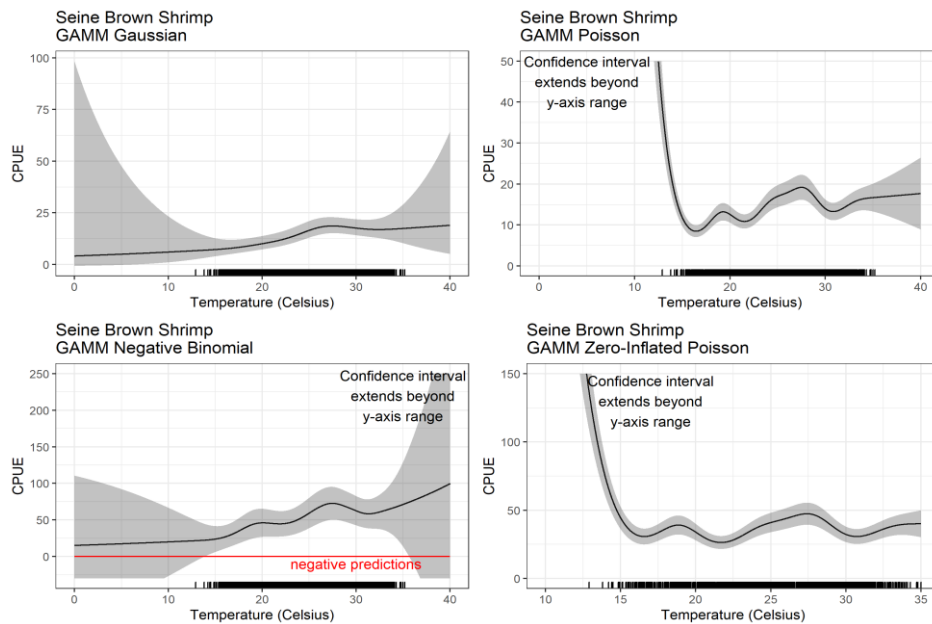 Seine Brown Shrimp
GAMM Gaussian
100
75
50
25
0
CPUE
0 10 20 30 40
Temperature (Celsius)
Seine Brown Shrimp
GAMM Poisson
Confidence interval
extends beyond
y-axis range
50
40
30
20
10
0
CPUE
0 10 20 30 40
Temperature (Celsius)
Seine Brown Shrimp
GAMM Negative Binomial
Confidence interval
extends beyond
y-axis range
250
200
150
100
50
0
CPUE
negative predictions
0 10 20 30 40
Temperature (Celsius)
Seine Brown Shrimp
GAMM Zero-Inflated Poisson
Confidence interval
extends beyond
y-axis range
150
100
50
0
CPUE
10 15 20 25 30 35
Temperature (Celsius)